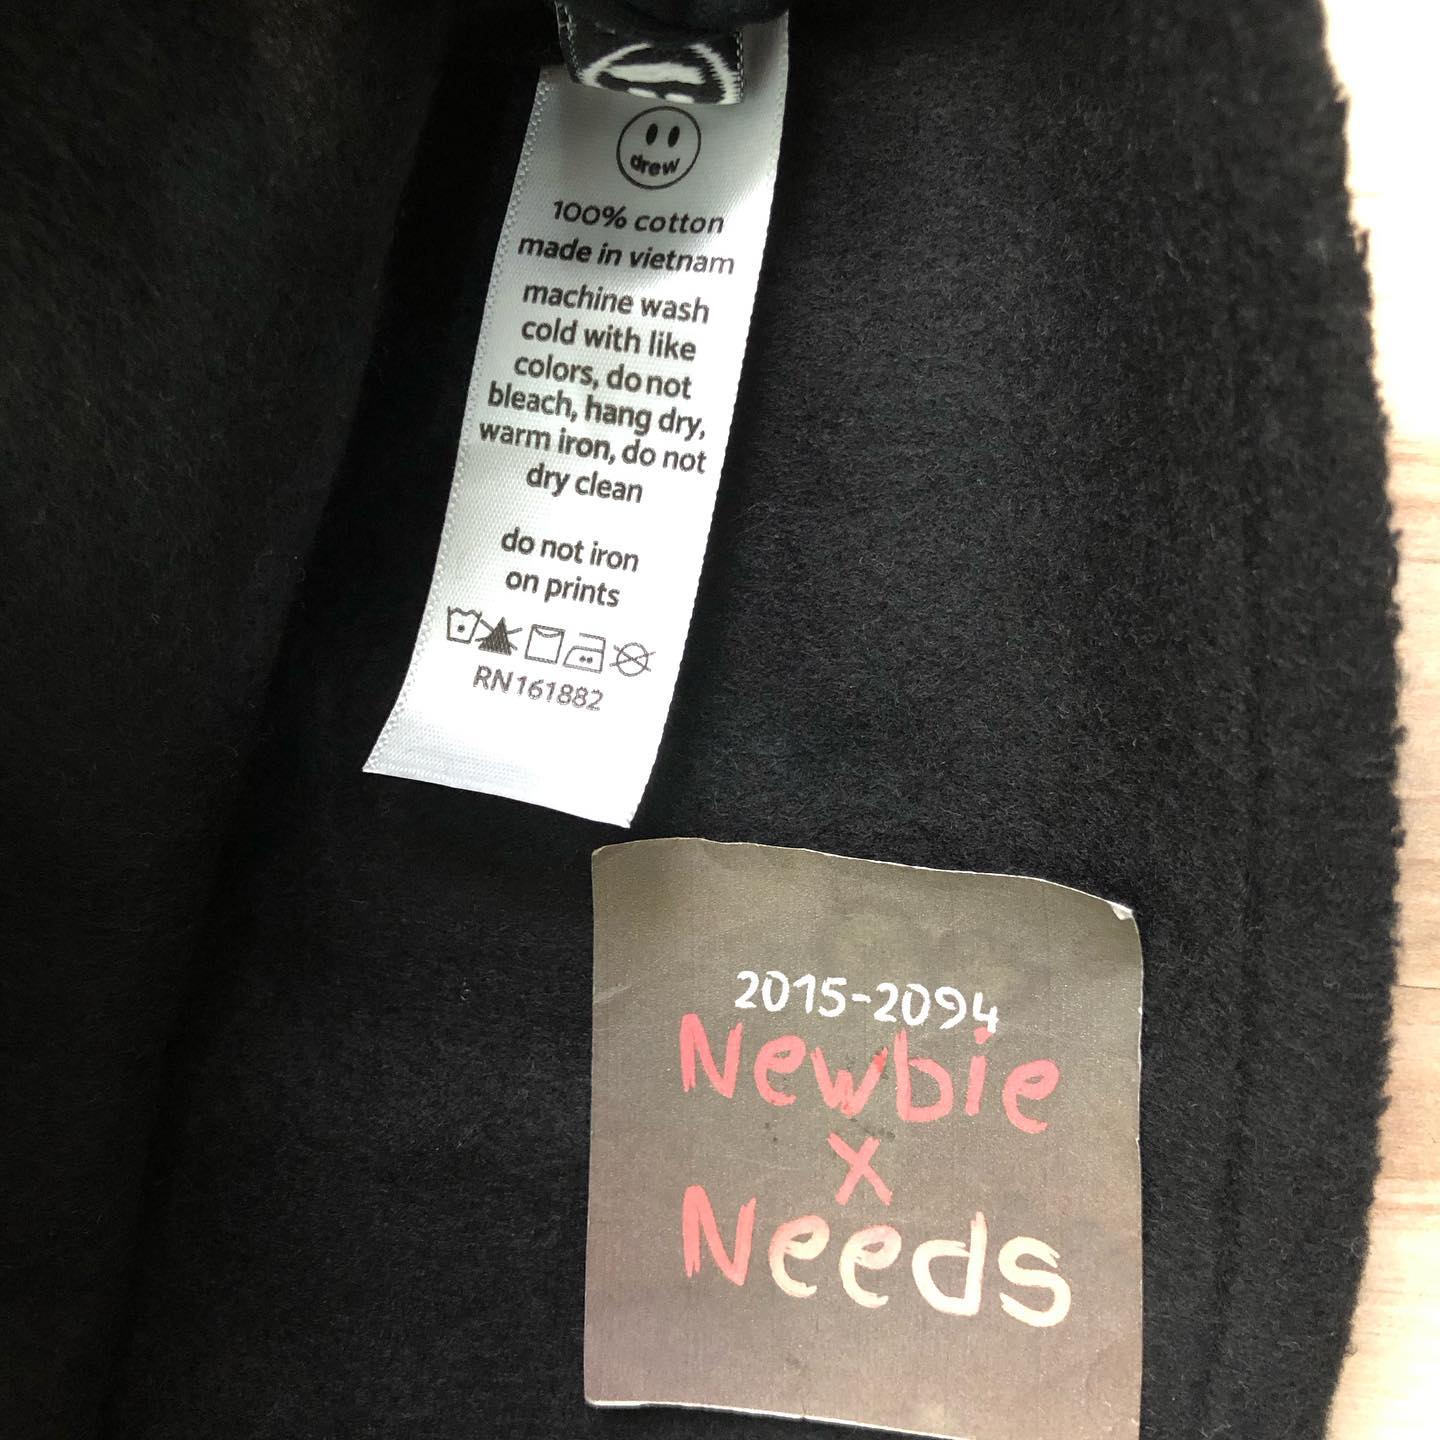 drew
100% cotton
made in vietnam
machine wash
cold with like
colors, do not
bleach, hang dry,
warm iron, do not
dry clean
do not iron
on prints
RN161882
2015-2094
Newbie
x
Needs